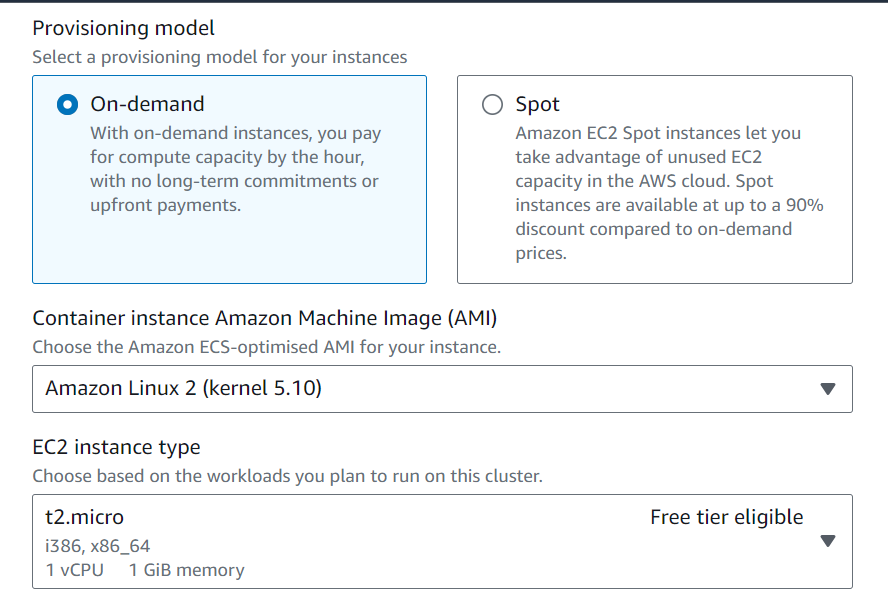 Provisioning model
Select a provisioning model for your instances
On-demand
With on-demand instances, you pay
for compute capacity by the hour,
with no long-term commitments or
upfront payments.
Spot
Amazon EC2 Spot instances let you
take advantage of unused EC2
capacity in the AWS cloud. Spot
instances are available at up to a 90%
discount compared to on-demand
prices.
Container instance Amazon Machine Image (AMI)
Choose the Amazon ECS-optimised AMI for your instance.
Amazon Linux 2 (kernel 5.10)
EC2 instance type
Choose based on the workloads you plan to run on this cluster.
t2.micro Free tier eligible
i386, x86_64
1 vCPU 1 GiB memory